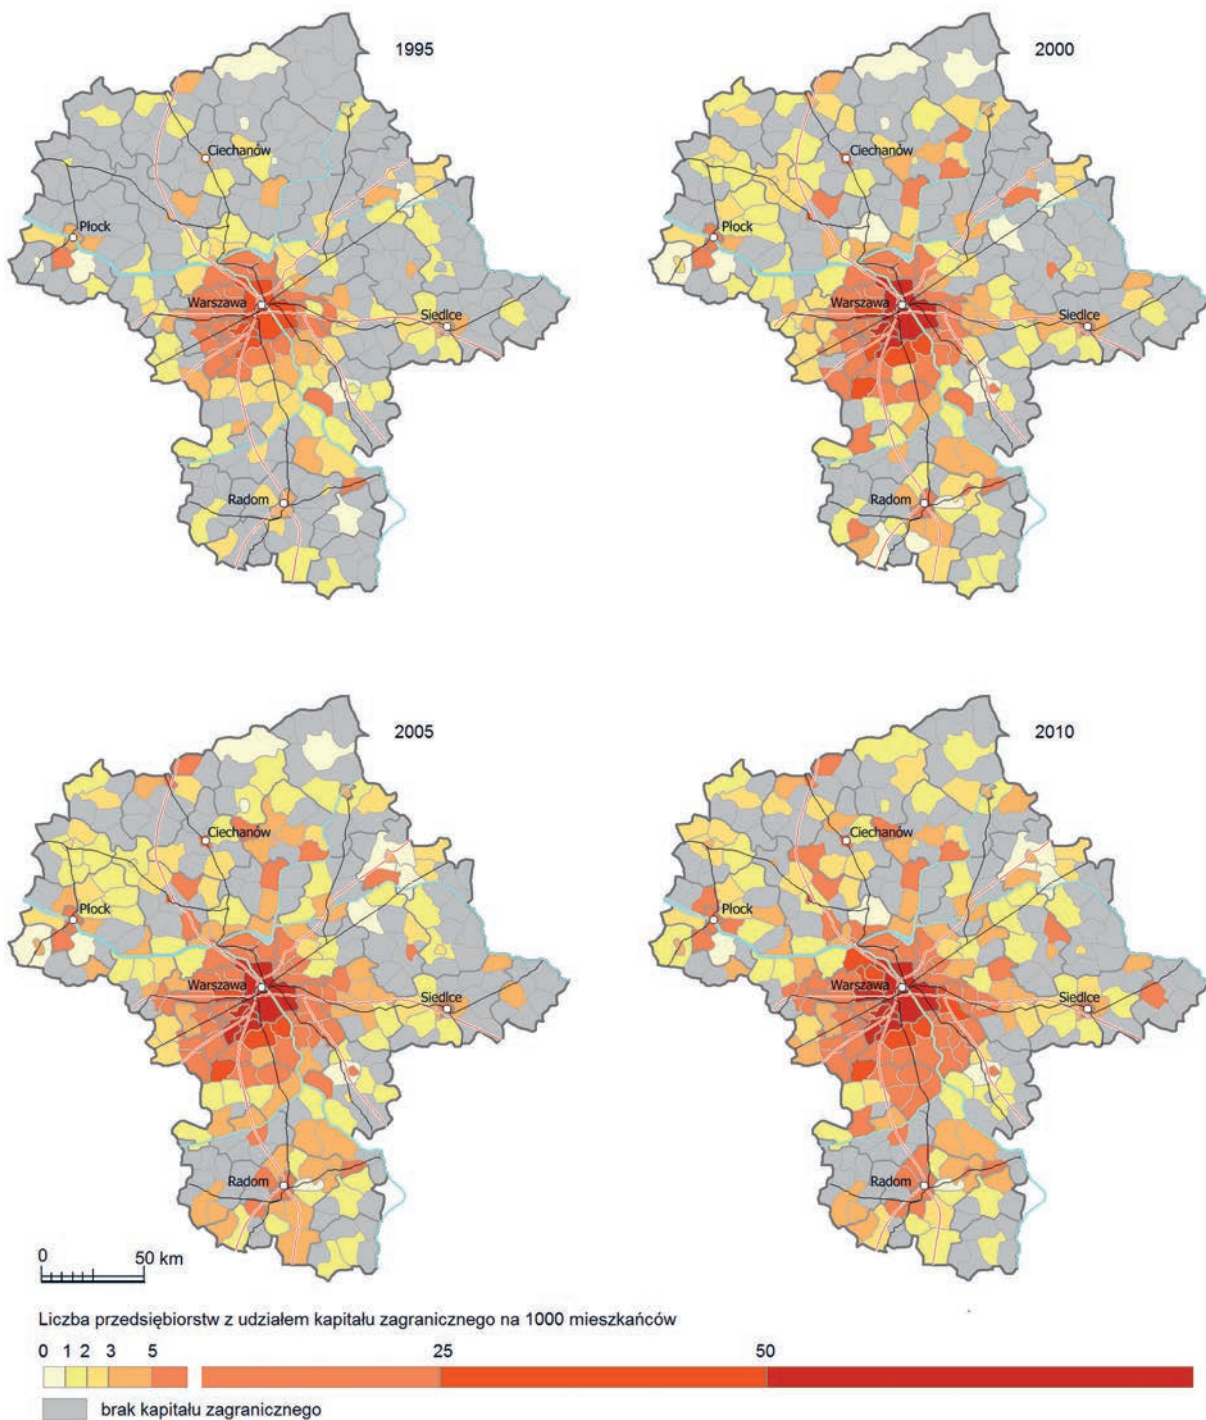 1995
Ciechanów
Płock
Warszawa
Siedlce
Radom
2000
Ciechanów
Płock
Warszawa
Siedlce
Radom
2005
Ciechanów
Płock
Warszawa
Siedlce
Radom
2010
Ciechanów
Płock
Warszawa
Siedlce
Radom
0 50 km
Liczba przedsiębiorstw z udziałem kapitału zagranicznego na 1000 mieszkańców
0 1 2 3 5 25 50
brak kapitału zagranicznego